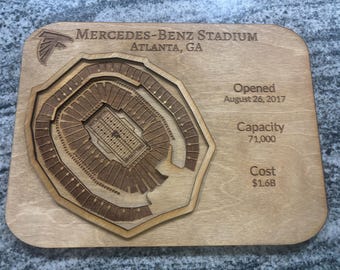 Mercedes-Benz Stadium
Atlanta, GA
Opened
August 26, 2017
Capacity
71,000
Cost
$1.6B